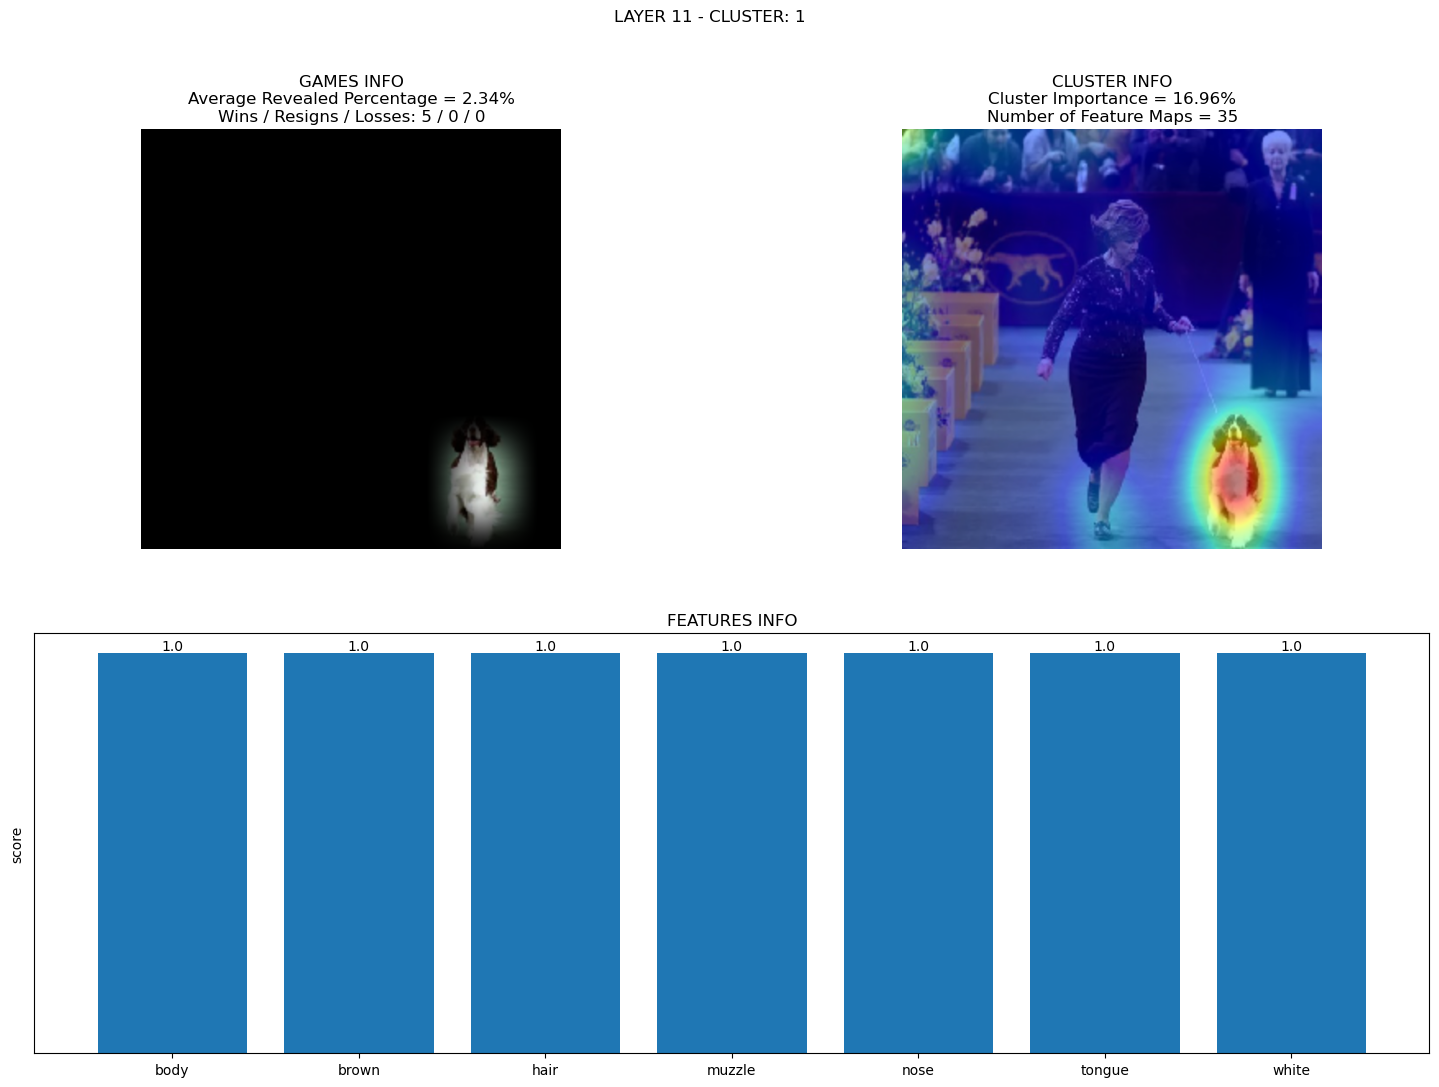 LAYER 11 - CLUSTER: 1
GAMES INFO
Average Revealed Percentage = 2.34%
Wins / Resigns / Losses: 5 / 0 / 0
CLUSTER INFO
Cluster Importance = 16.96%
Number of Feature Maps = 35
FEATURES INFO
1.0 1.0 1.0 1.0 1.0 1.0 1.0
score
body brown hair muzzle nose tongue white